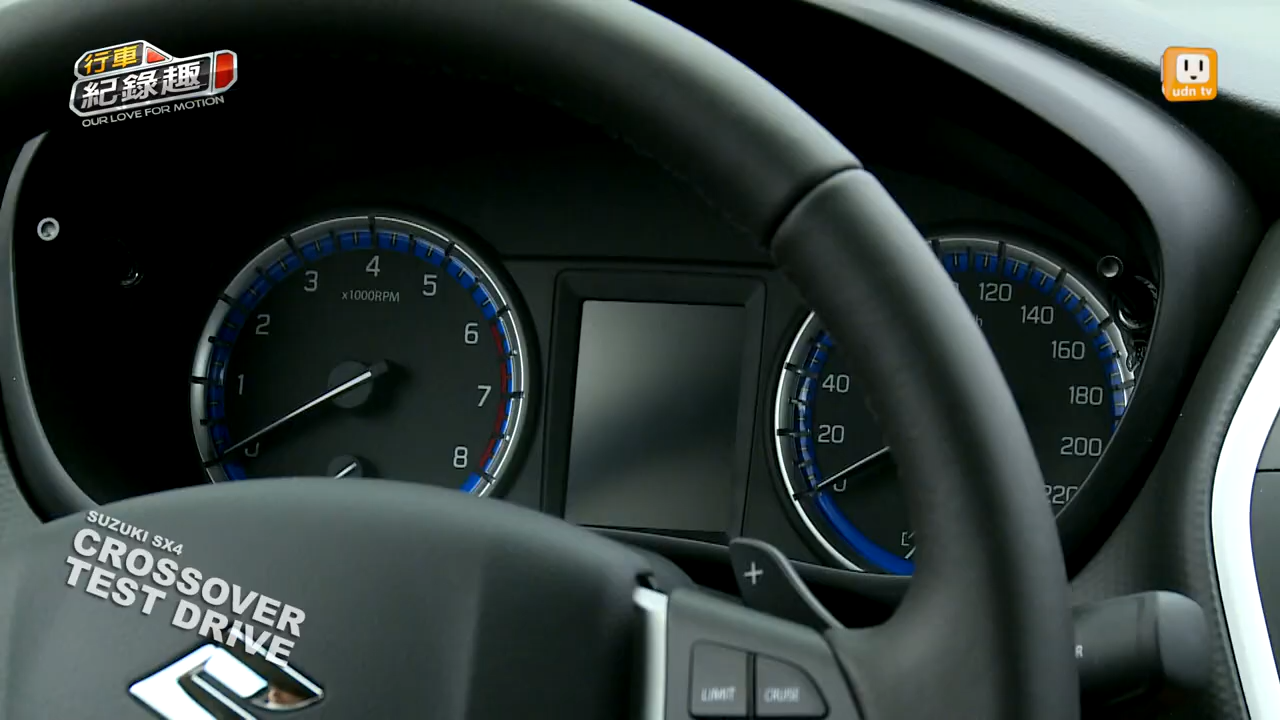 行車
紀錄趣
OUR LOVE FOR MOTION
udn tv
1
2
3
4
5
6
7
8
x1000RPM
20
40
120
140
160
180
200
220
+
LIMIT
CRUISE
SUZUKI SX4
CROSSOVER
TEST DRIVE